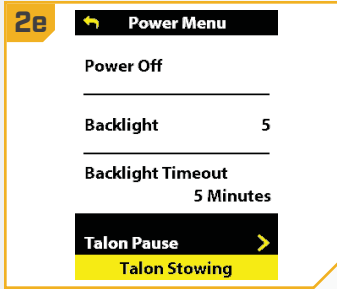 2e
Power Menu
Power Off
Backlight 5
Backlight Timeout
5 Minutes
Talon Pause
Talon Stowing